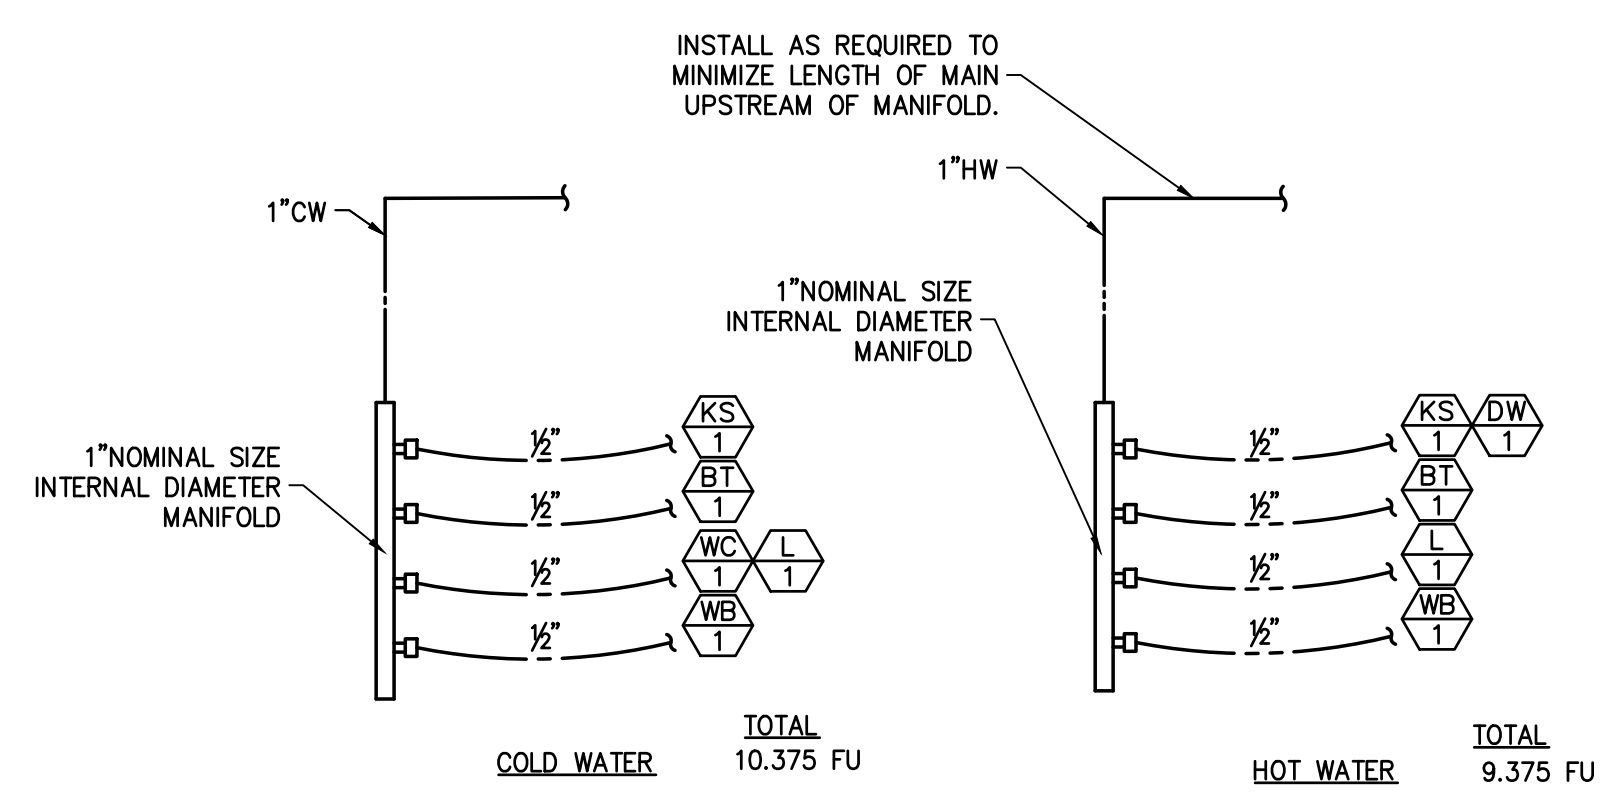 INSTALL AS REQUIRED TO
MINIMIZE LENGTH OF MAIN
UPSTREAM OF MANIFOLD.
1"CW
1"NOMINAL SIZE
INTERNAL DIAMETER
MANIFOLD
½"
KS
1
½"
BT
1
½"
WC
1
L
1
½"
WB
1
COLD WATER
TOTAL
10.375 FU
1"HW
1"NOMINAL SIZE
INTERNAL DIAMETER
MANIFOLD
½"
KS
1
DW
1
½"
BT
1
½"
L
1
½"
WB
1
HOT WATER
TOTAL
9.375 FU